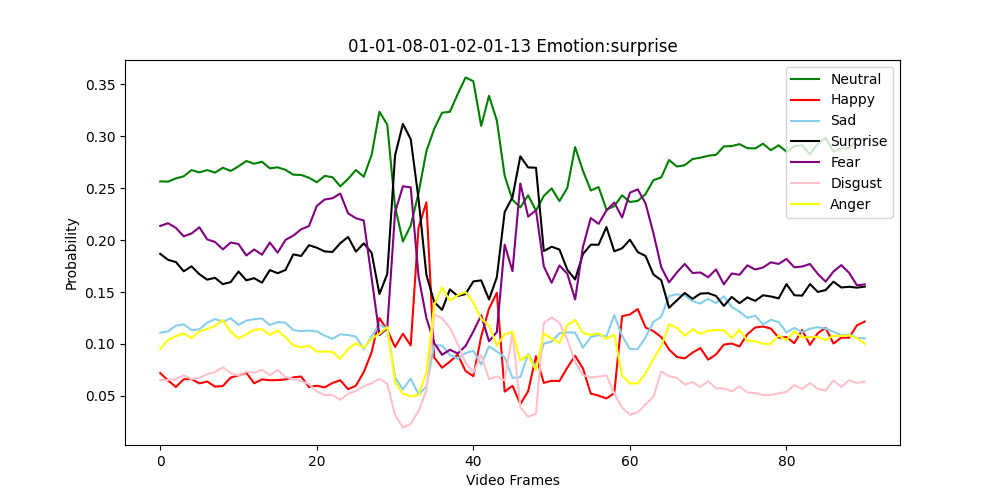 01-01-08-01-02-01-13 Emotion:surprise
Probability
0.35
0.30
0.25
0.20
0.15
0.10
0.05
0 20 40 60 80
Video Frames
Neutral
Happy
Sad
Surprise
Fear
Disgust
Anger